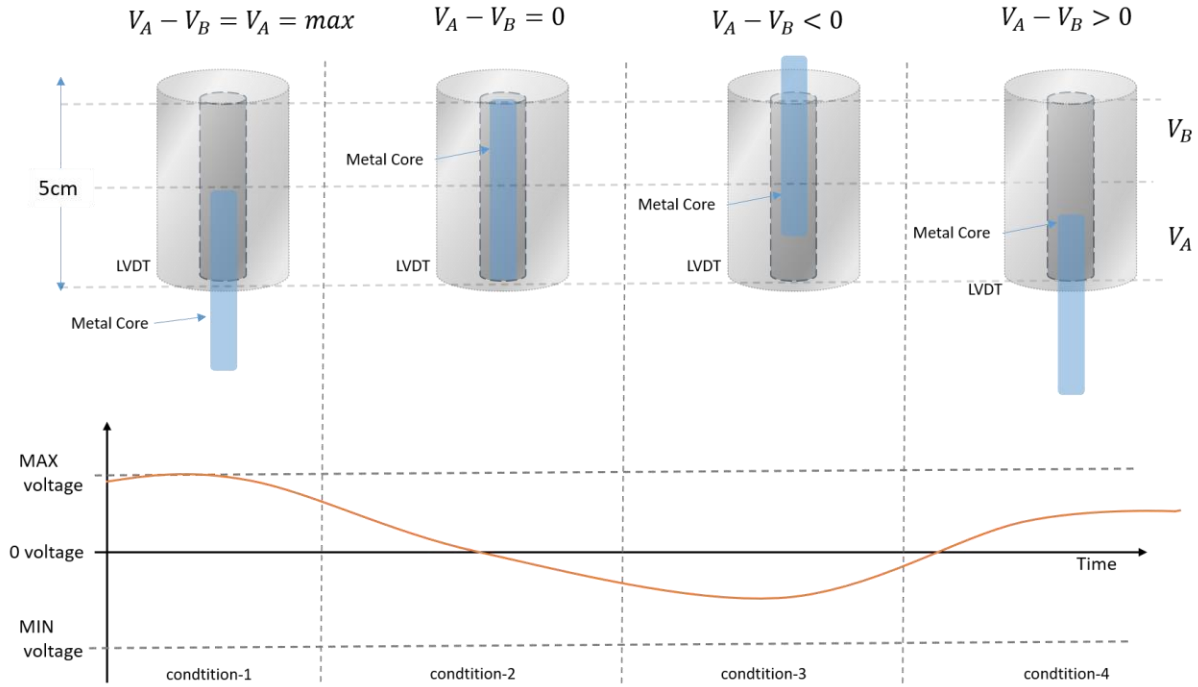 V_A − V_B = V_A = max
V_A − V_B = 0
V_A − V_B < 0
V_A − V_B > 0
V_B
Metal Core
5cm
Metal Core
Metal Core
V_A
LVDT
LVDT
LVDT
LVDT
Metal Core
MAX
voltage
0 voltage
Time
MIN
voltage
condtition-1
condtition-2
condtition-3
condtition-4